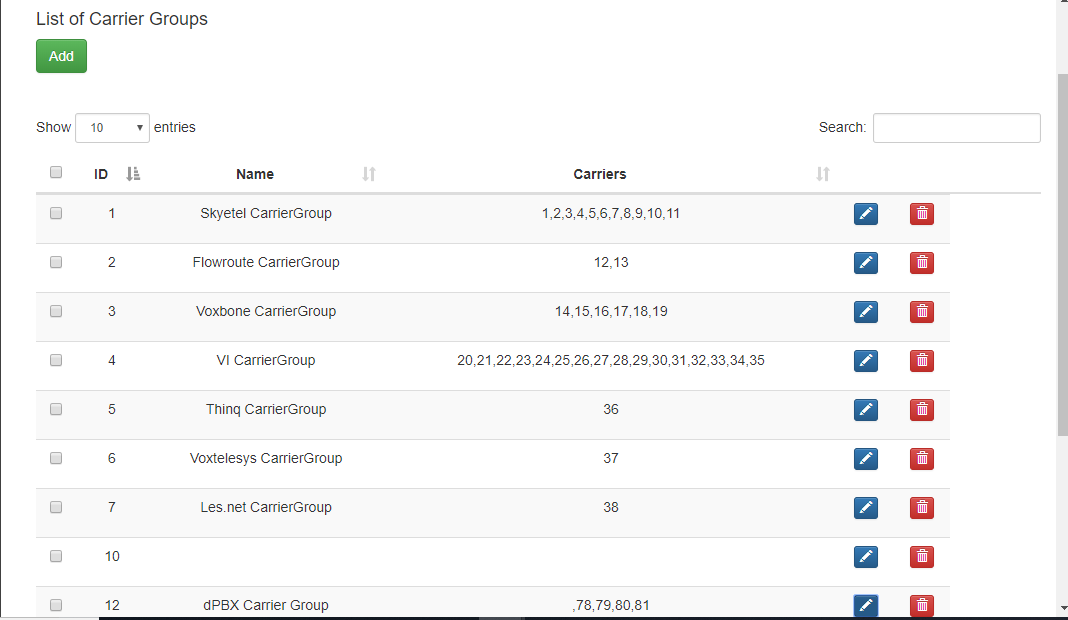 List of Carrier Groups
Add
Show 10 entries Search:
ID Name Carriers
1 Skyetel CarrierGroup 1,2,3,4,5,6,7,8,9,10,11
2 Flowroute CarrierGroup 12,13
3 Voxbone CarrierGroup 14,15,16,17,18,19
4 VI CarrierGroup 20,21,22,23,24,25,26,27,28,29,30,31,32,33,34,35
5 Thinq CarrierGroup 36
6 Voxtelesys CarrierGroup 37
7 Les.net CarrierGroup 38
10
12 dPBX Carrier Group ,78,79,80,81